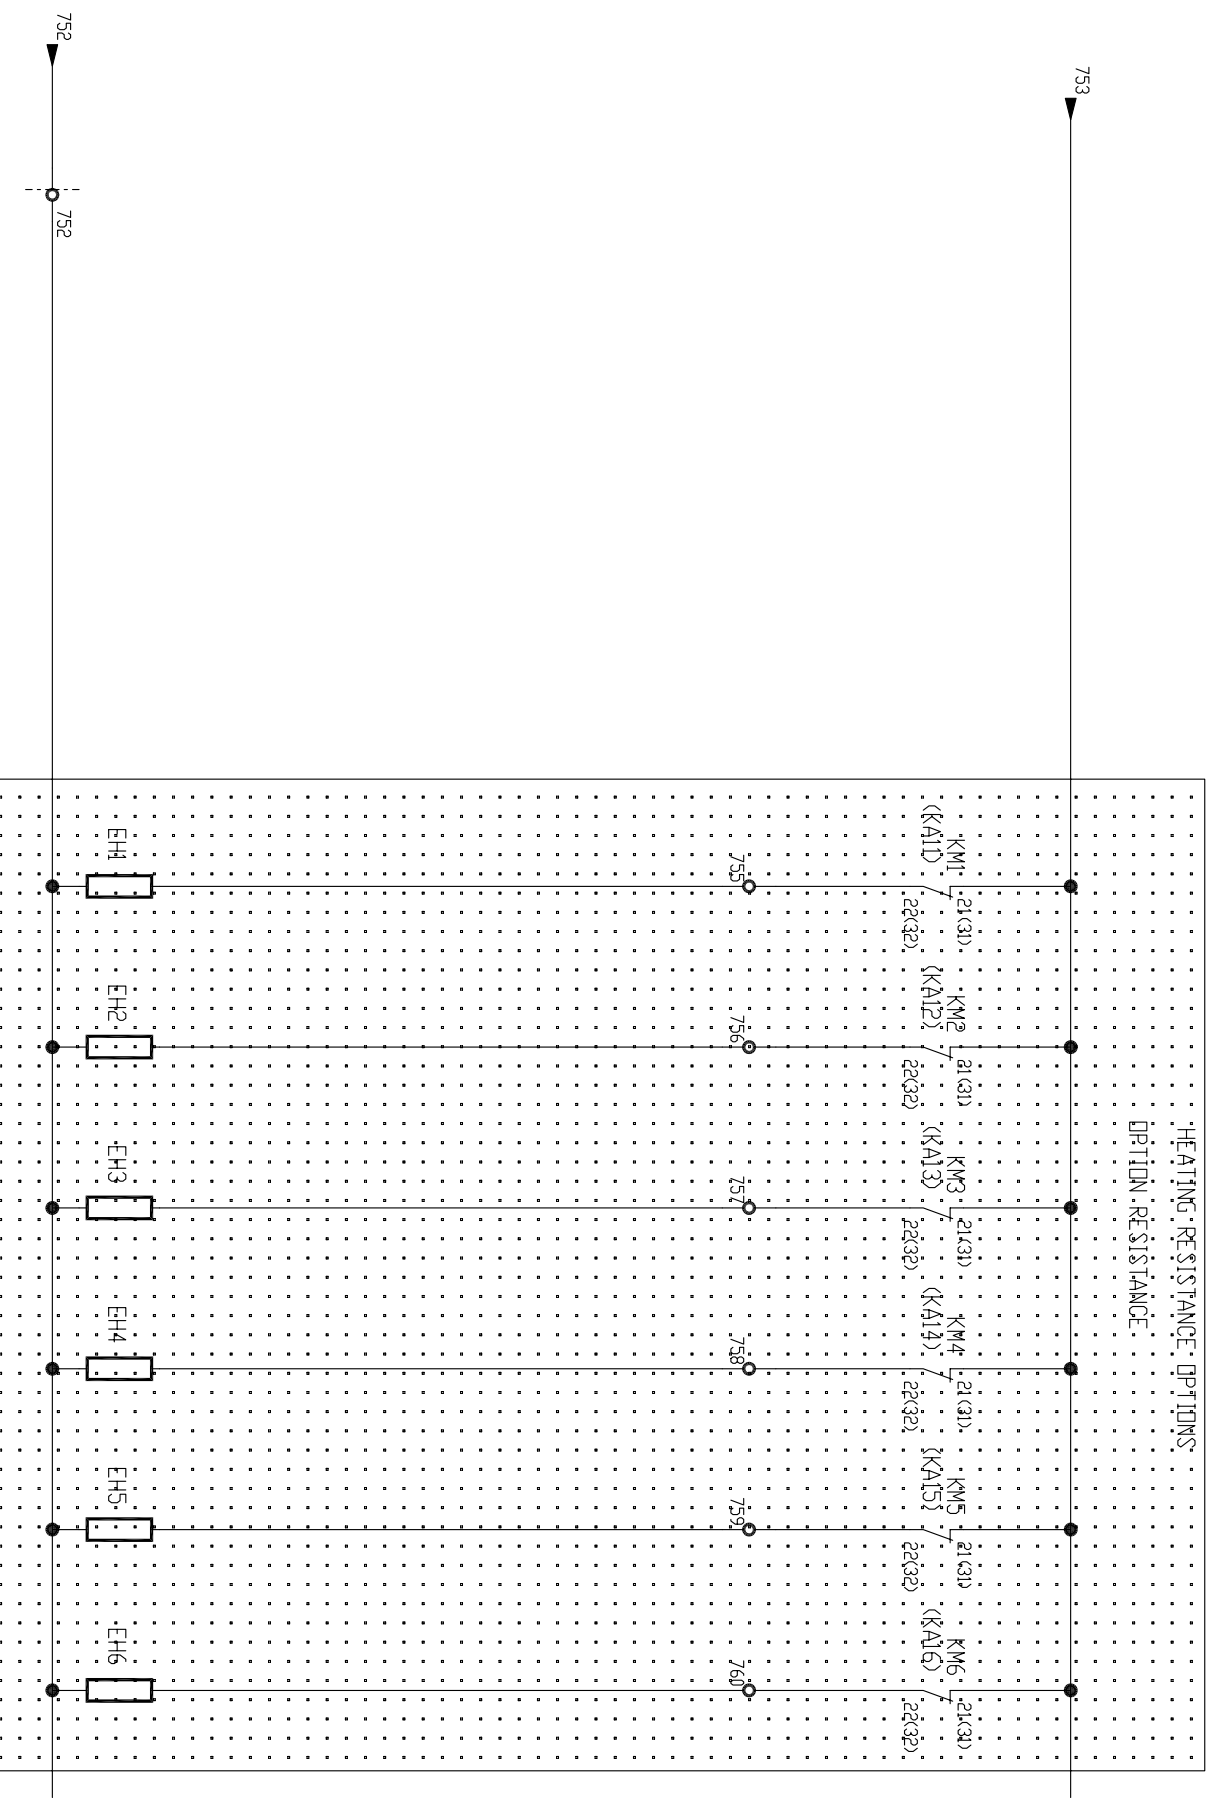 753
752
752
HEATING RESISTANCE OPTIONS
OPTION RESISTANCE
KM1
(KA11)
21(31)
22(32)
KM2
(KA12)
21(31)
22(32)
KM3
(KA13)
21(31)
22(32)
KM4
(KA14)
21(31)
22(32)
KM5
(KA15)
21(31)
22(32)
KM6
(KA16)
21(31)
22(32)
755
756
757
758
759
760
EH1
EH2
EH3
EH4
EH5
EH6